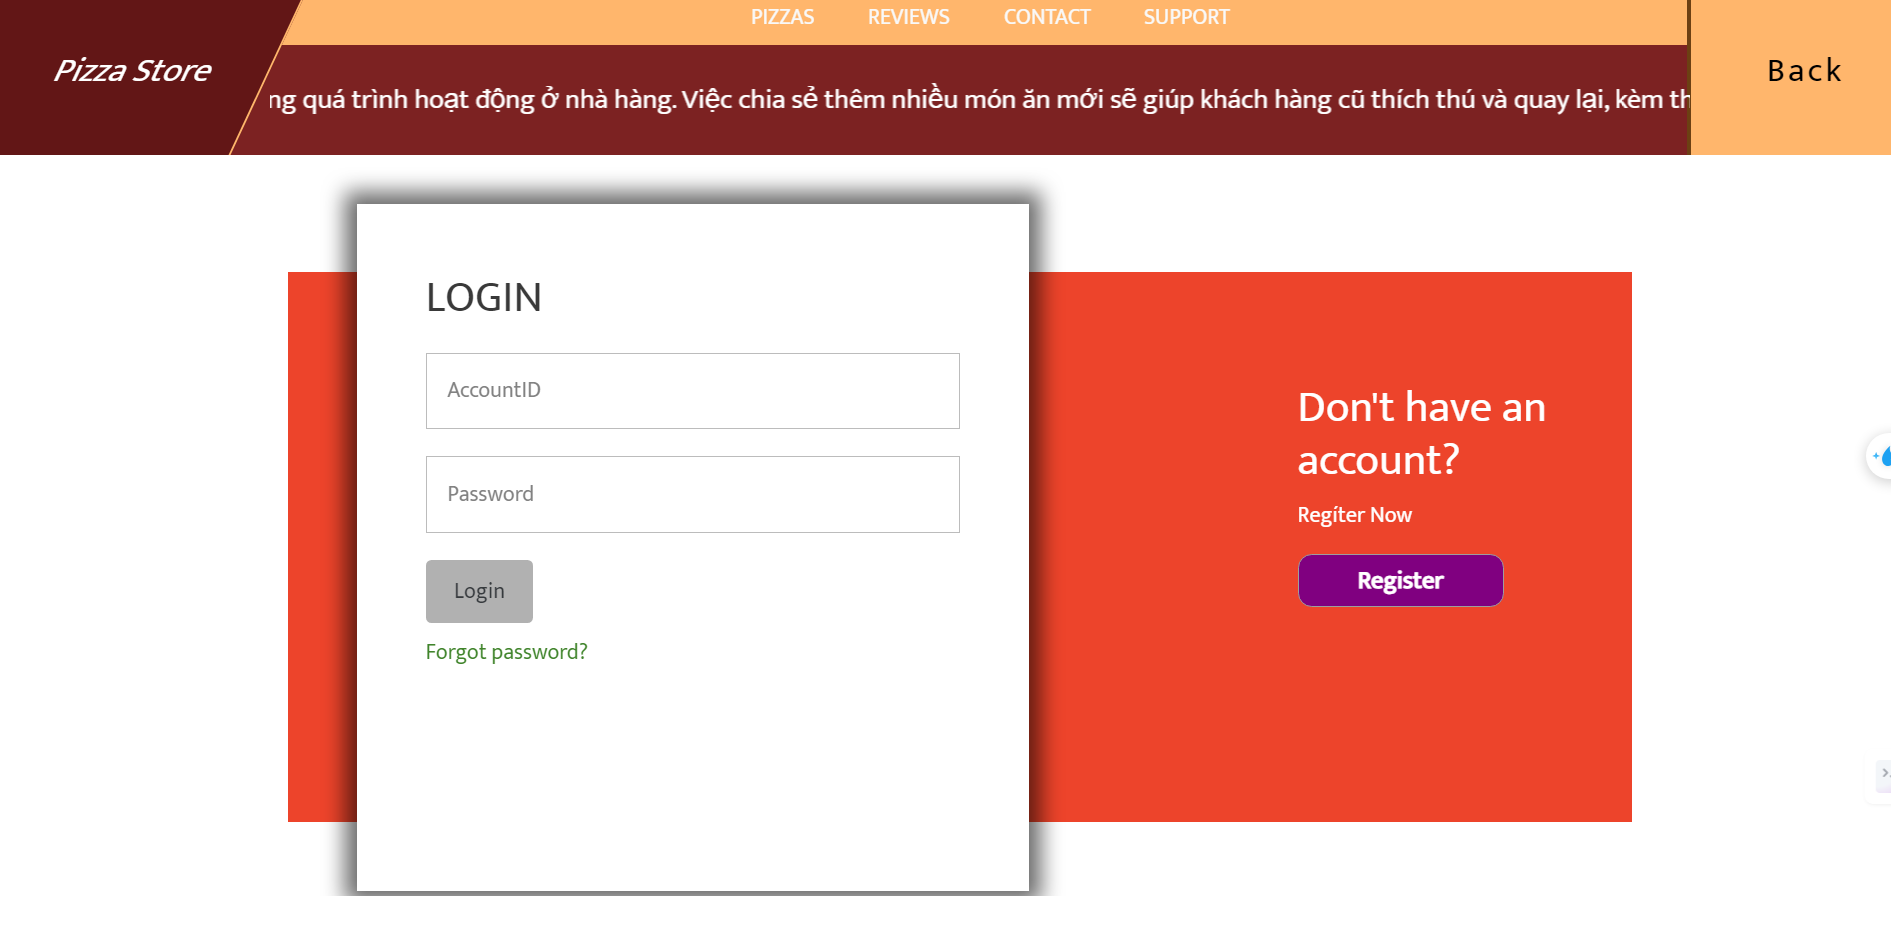 PIZZAS REVIEWS CONTACT SUPPORT
Pizza Store
Back
ng quá trình hoạt động ở nhà hàng. Việc chia sẻ thêm nhiều món ăn mới sẽ giúp khách hàng cũ thích thú và quay lại, kèm th
LOGIN
AccountID
Password
Login
Forgot password?
Don't have an
account?
Regíter Now
Register